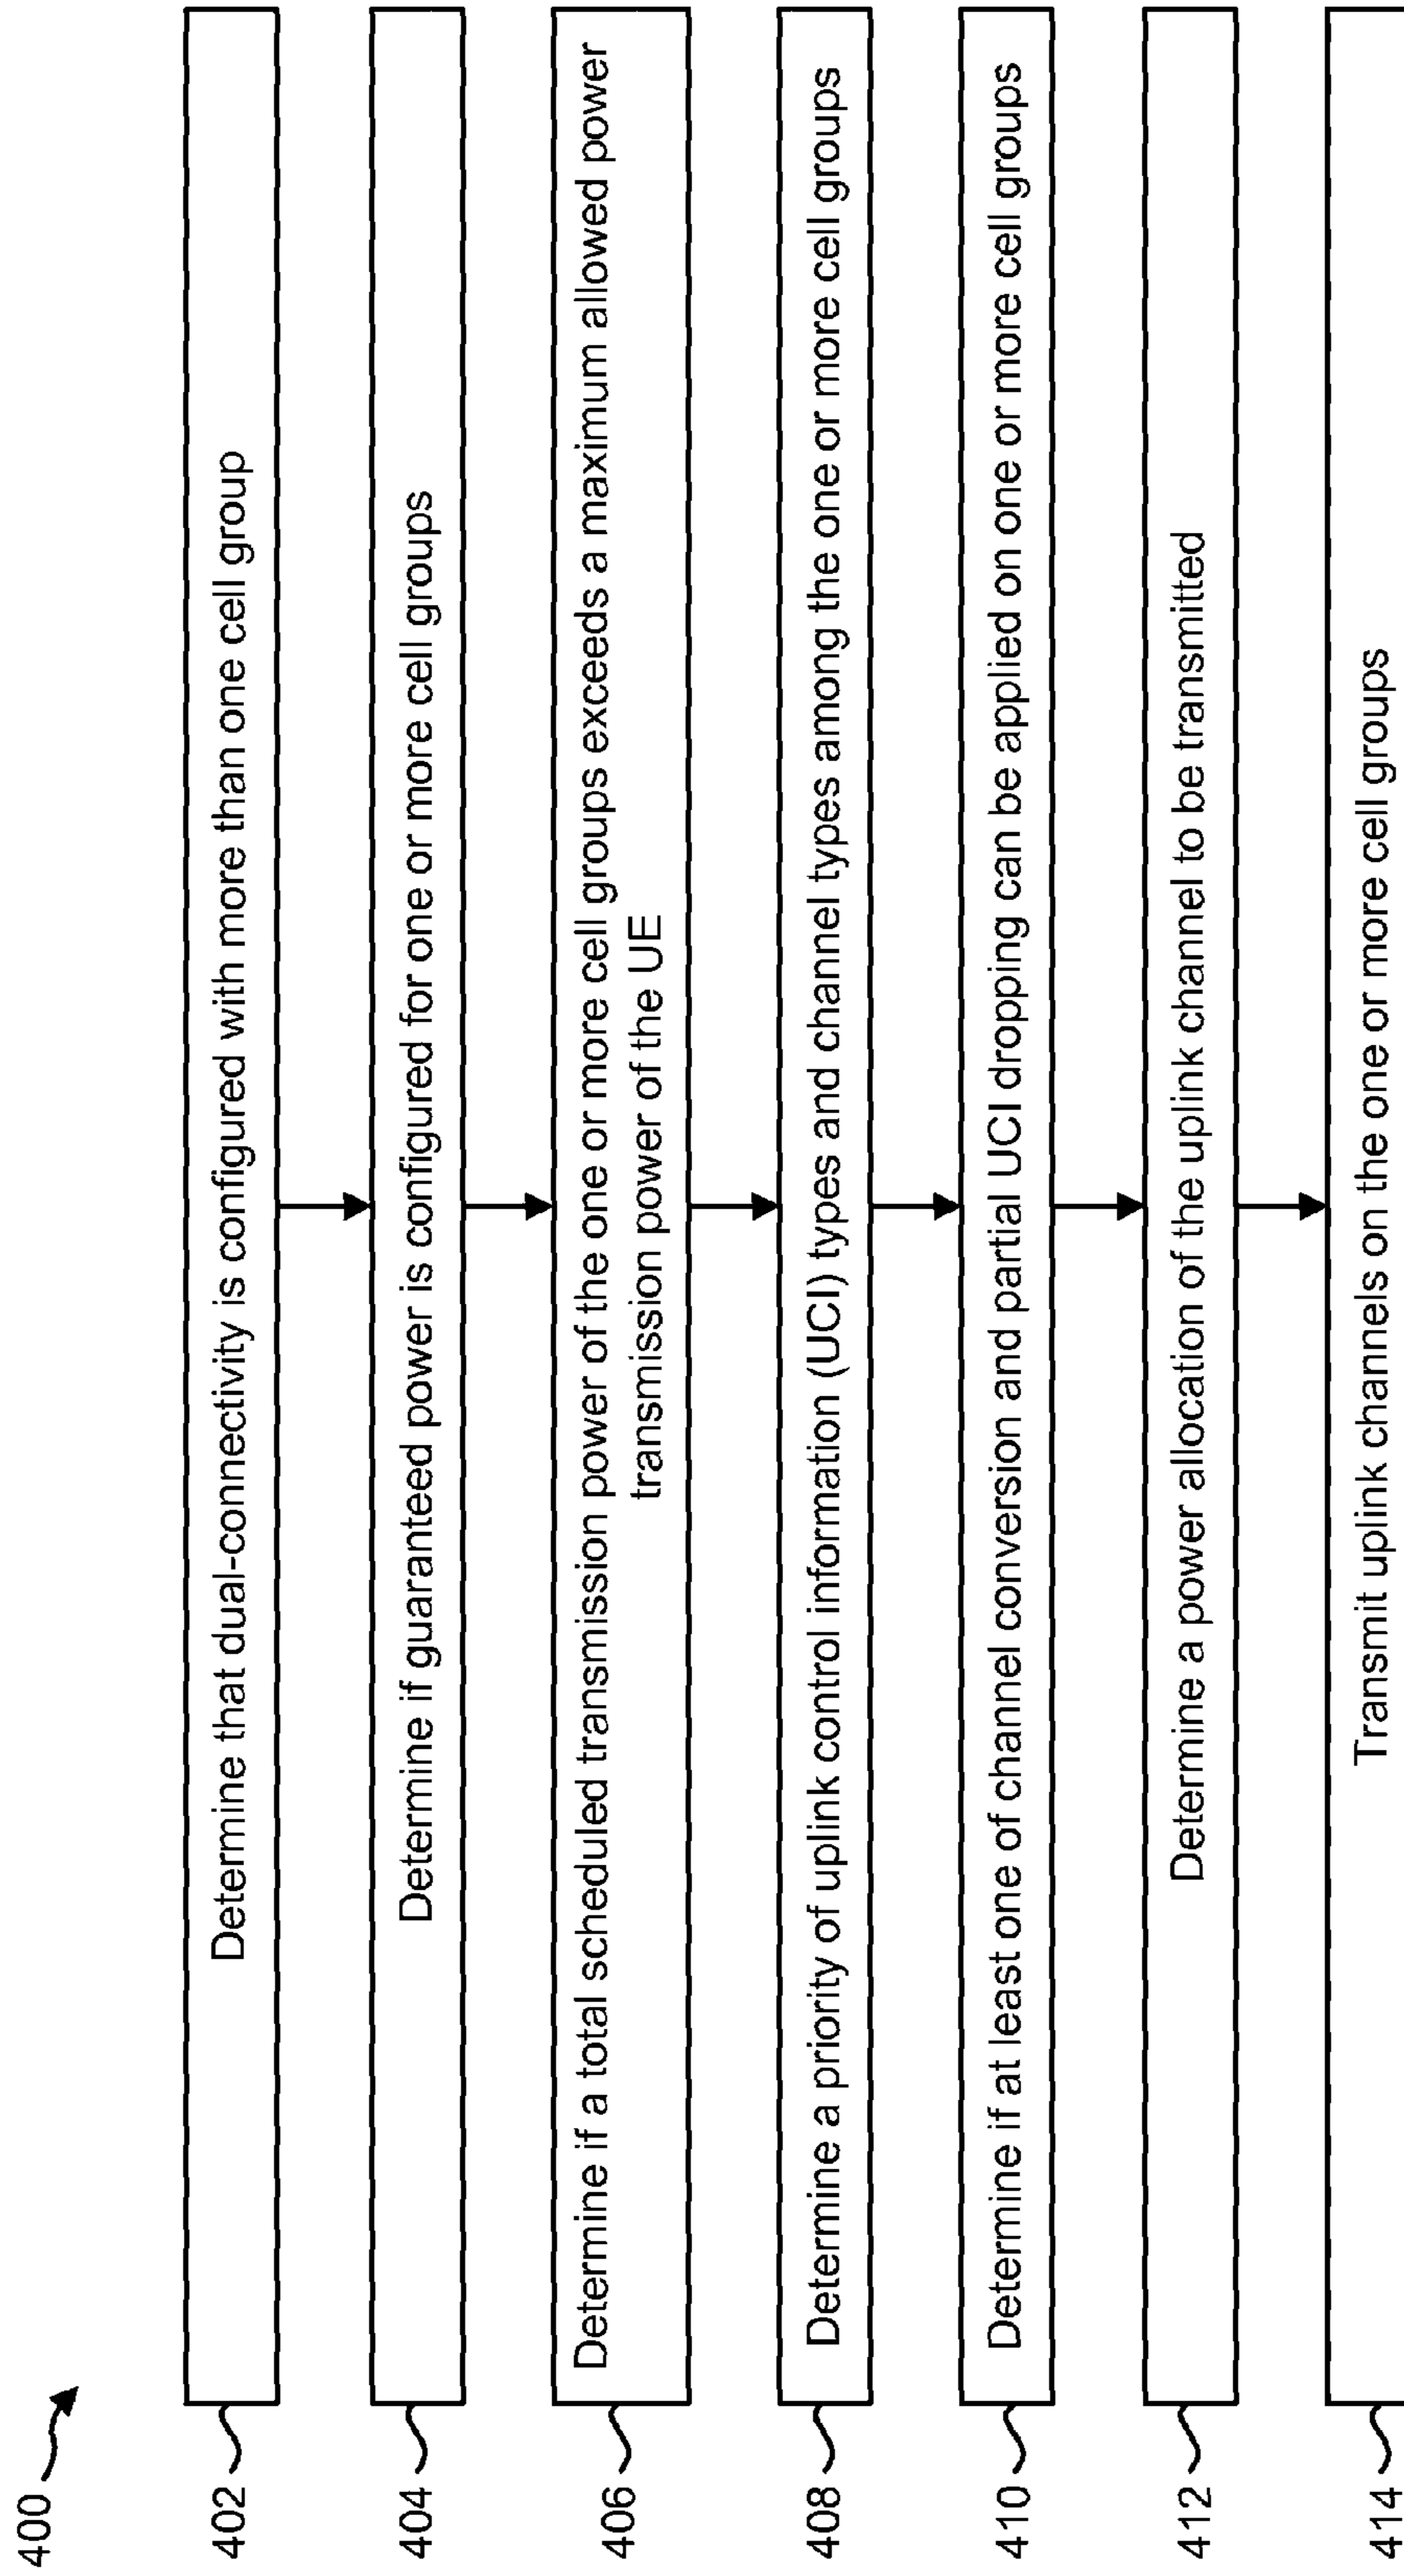 400
402
Determine that dual-connectivity is configured with more than one cell group
404
Determine if guaranteed power is configured for one or more cell groups
406
Determine if a total scheduled transmission power of the one or more cell groups exceeds a maximum allowed power
transmission power of the UE
408
Determine a priority of uplink control information (UCI) types and channel types among the one or more cell groups
410
Determine if at least one of channel conversion and partial UCI dropping can be applied on one or more cell groups
412
Determine a power allocation of the uplink channel to be transmitted
414
Transmit uplink channels on the one or more cell groups